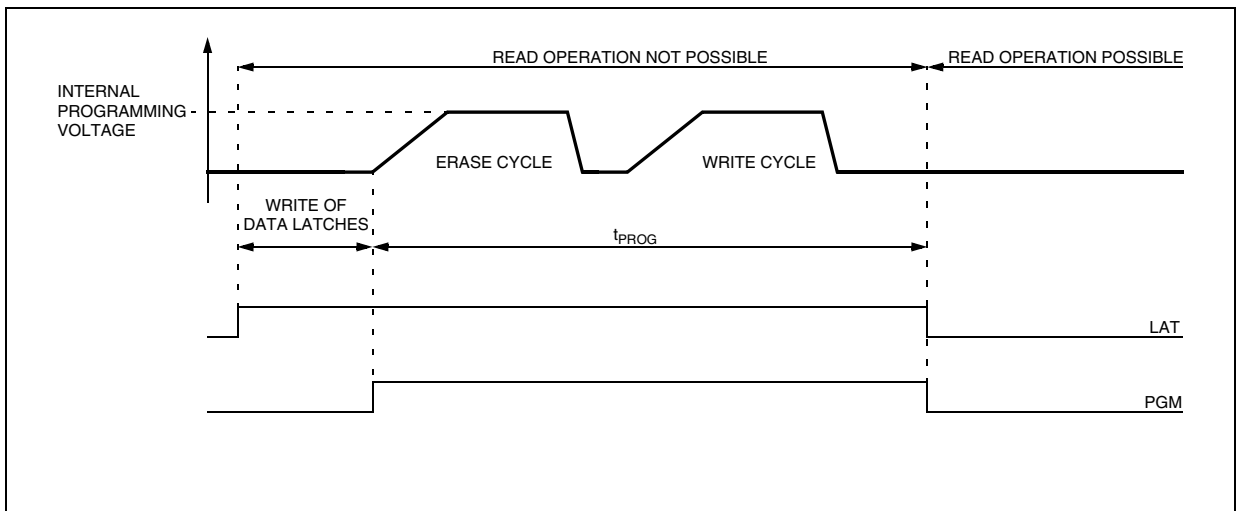 READ OPERATION NOT POSSIBLE
READ OPERATION POSSIBLE
INTERNAL
PROGRAMMING
VOLTAGE
ERASE CYCLE
WRITE CYCLE
WRITE OF
DATA LATCHES
tPROG
LAT
PGM